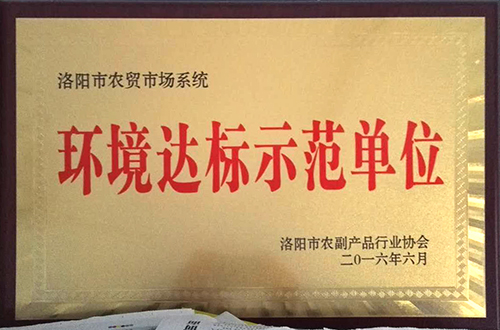 洛阳市农贸市场系统
环境达标示范单位
洛阳市农副产品行业协会
二〇一六年六月